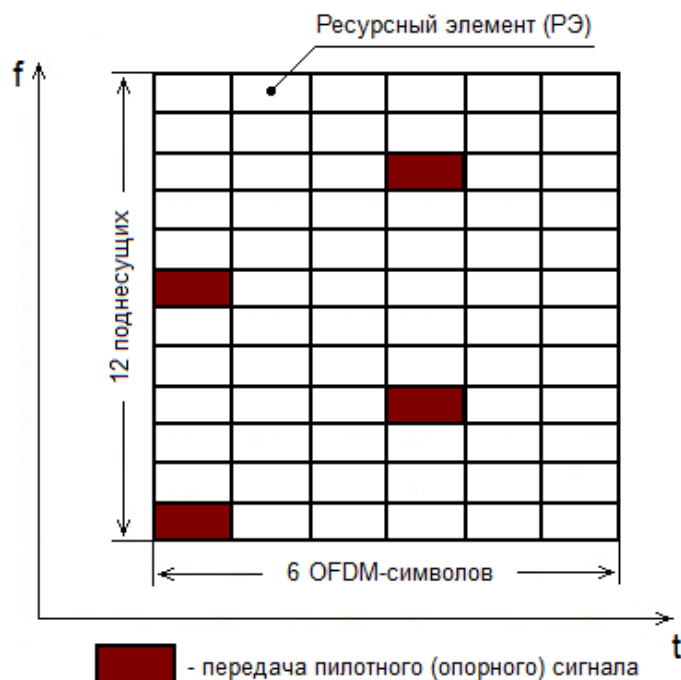 Ресурсный элемент (РЭ)
f
12 поднесущих
6 OFDM-символов
t
- передача пилотного (опорного) сигнала